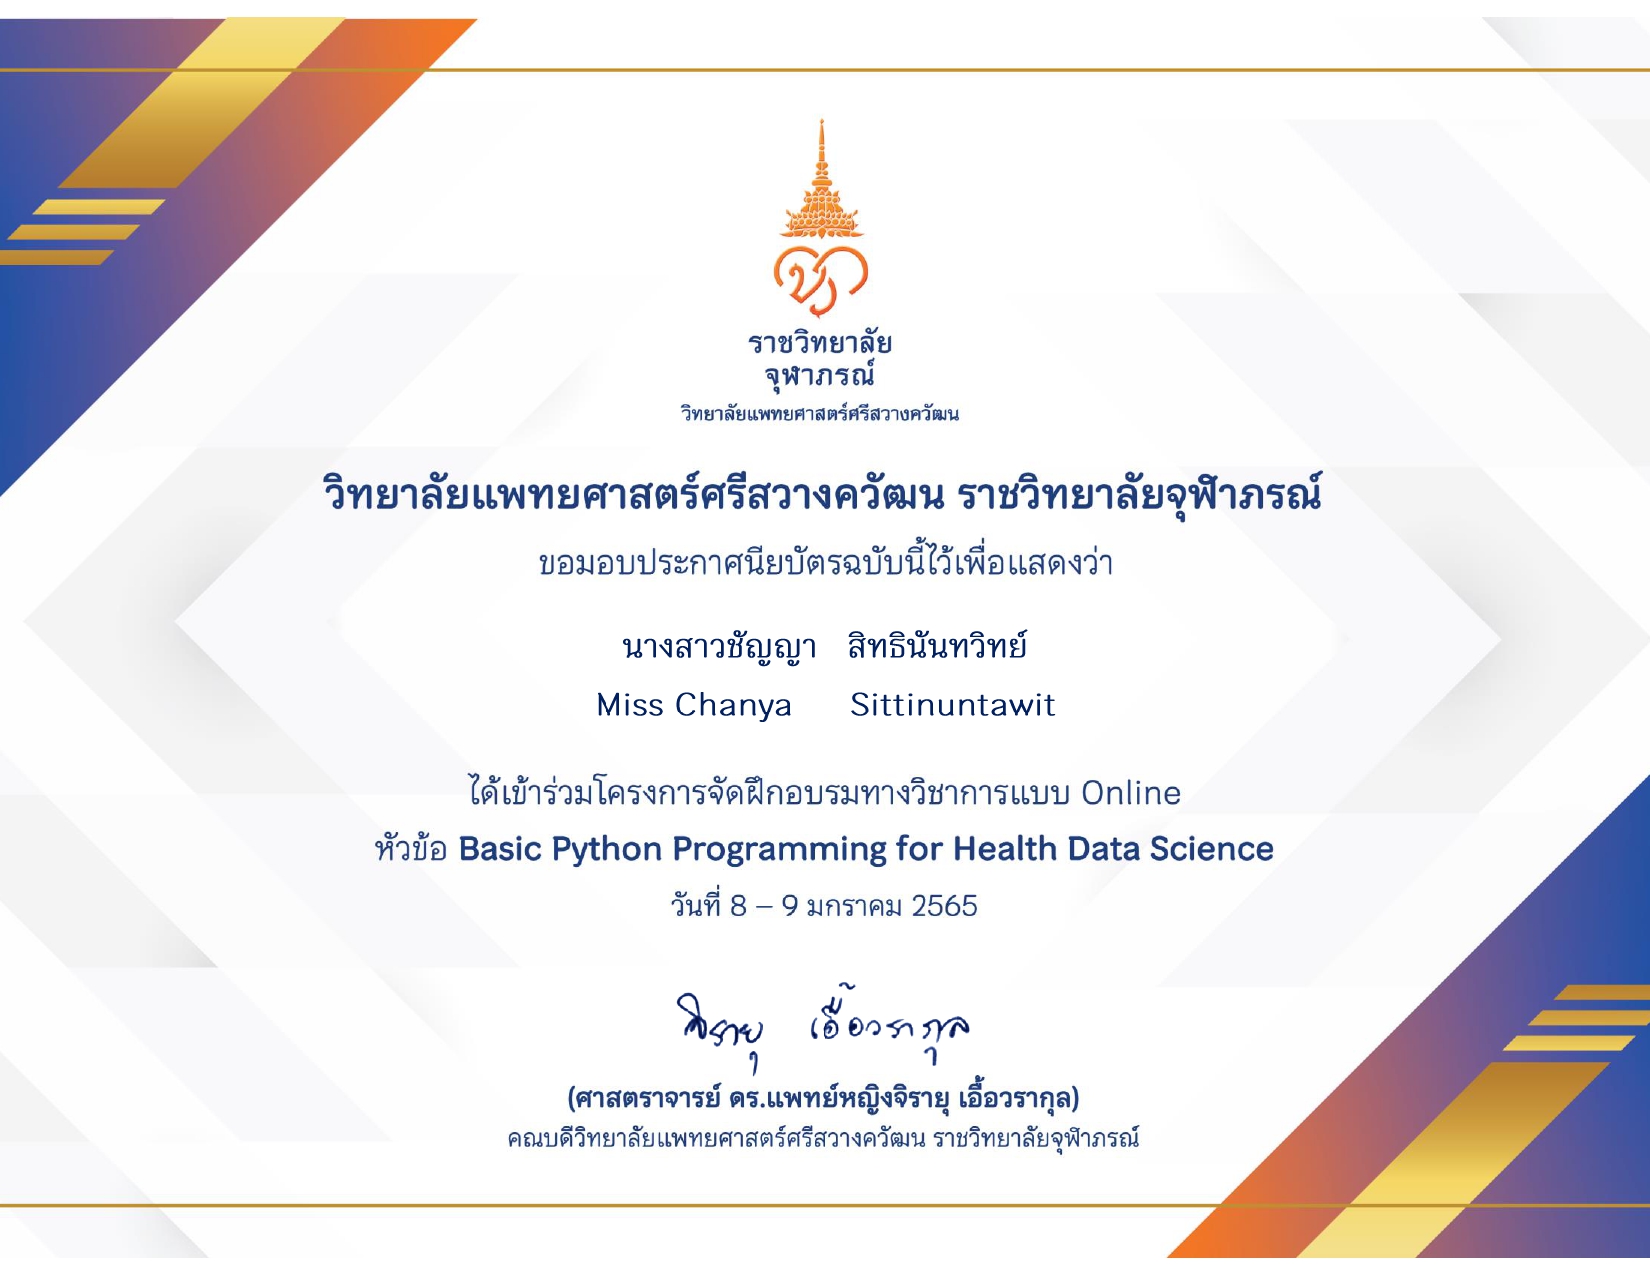 ราชวิทยาลัย
จุฬาภรณ์
วิทยาลัยแพทยศาสตร์ศรีสวางควัฒน
วิทยาลัยแพทยศาสตร์ศรีสวางควัฒน ราชวิทยาลัยจุฬาภรณ์
ขอมอบประกาศนียบัตรฉบับนี้ไว้เพื่อแสดงว่า
นางสาวชัญญา สิทธินันทวิทย์
Miss Chanya Sittinuntawit
ได้เข้าร่วมโครงการจัดฝึกอบรมทางวิชาการแบบ Online
หัวข้อ Basic Python Programming for Health Data Science
วันที่ 8 – 9 มกราคม 2565
จิรายุ เอื้อวรากุล
(ศาสตราจารย์ ดร.แพทย์หญิงจิรายุ เอื้อวรากุล)
คณบดีวิทยาลัยแพทยศาสตร์ศรีสวางควัฒน ราชวิทยาลัยจุฬาภรณ์